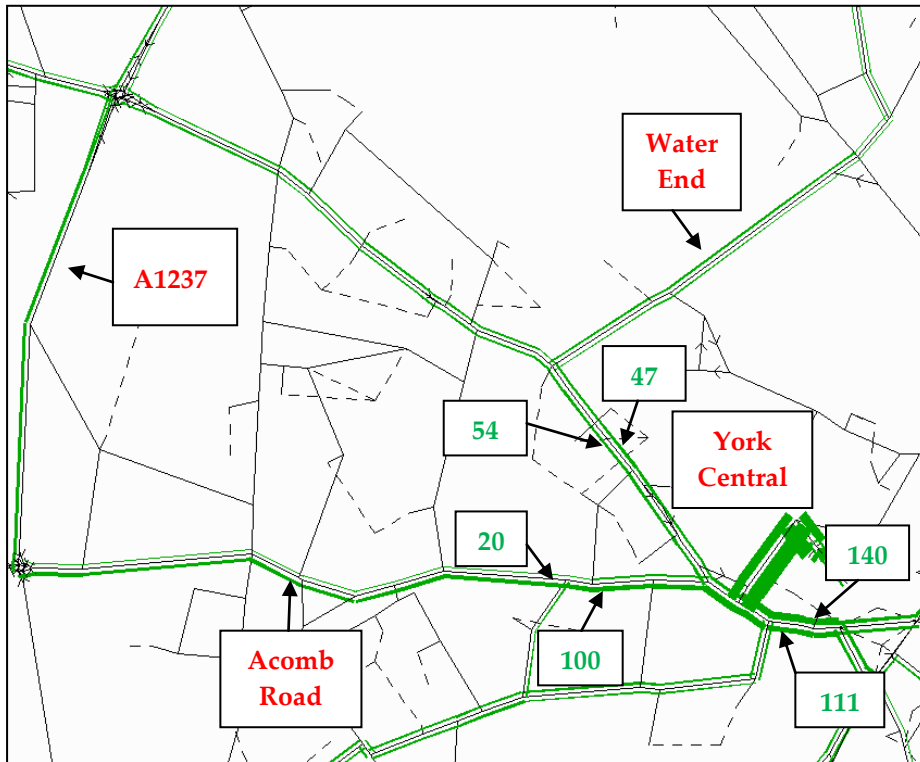 Water
End
A1237
47
54
York
Central
20
140
Acomb
Road
100
111